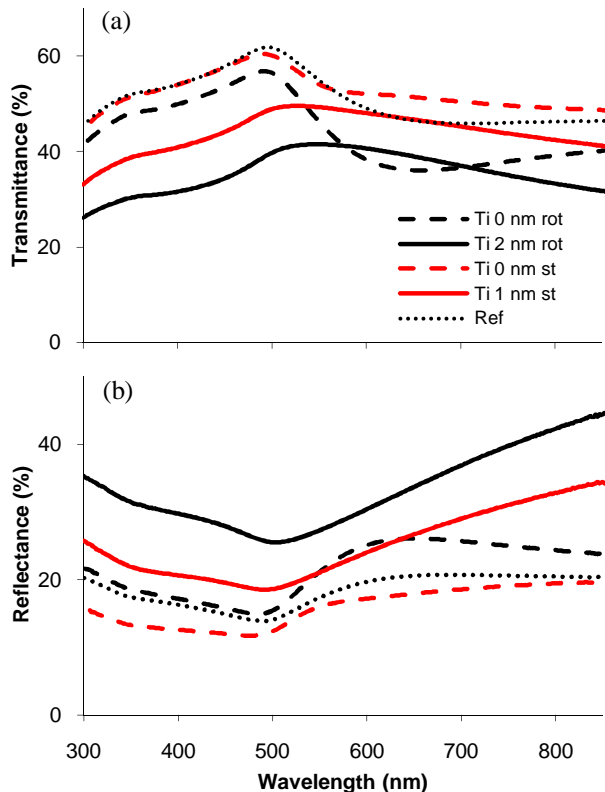 (a)
60
40
20
0
Transmittance (%)
Ti 0 nm rot
Ti 2 nm rot
Ti 0 nm st
Ti 1 nm st
Ref
(b)
40
20
0
Reflectance (%)
300 400 500 600 700 800
Wavelength (nm)